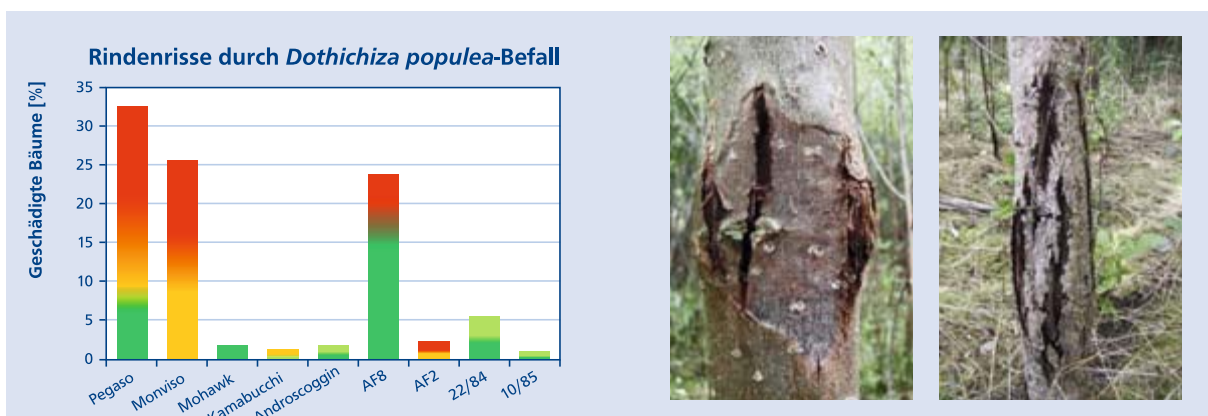 Rindenrisse durch Dothichiza populea-Befall
Geschädigte Bäume [%]
35
30
25
20
15
10
5
0
Pegaso
Monviso
Mohawk
Kamabucchi
Androscoggin
AF8
AF2
22/84
10/85